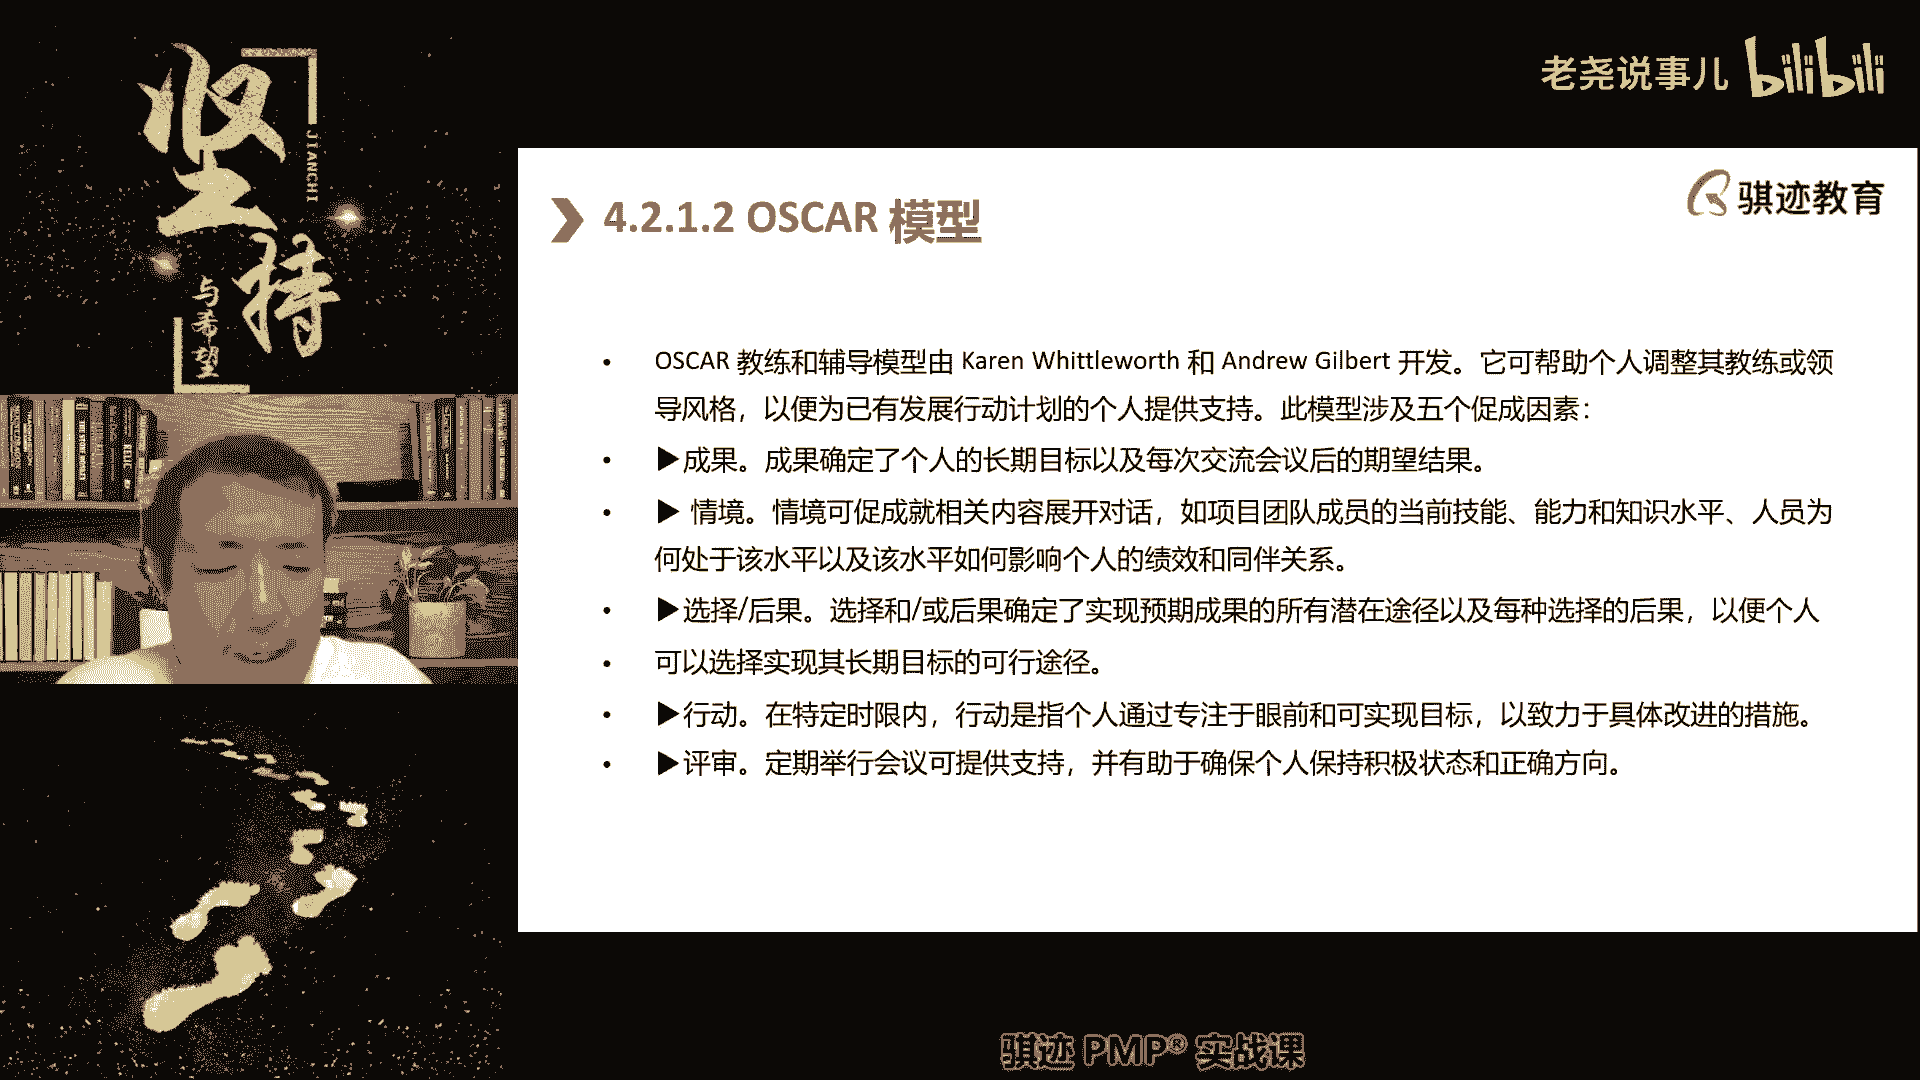 坚持
JIANCHI
与希望
老尧说事儿 bilibili
骐迹教育
4.2.1.2 OSCAR 模型
• OSCAR 教练和辅导模型由 Karen Whittleworth 和 Andrew Gilbert 开发。它可帮助个人调整其教练或领
导风格，以便为已有发展行动计划的个人提供支持。此模型涉及五个促成因素：
• ▶成果。成果确定了个人的长期目标以及每次交流会议后的期望结果。
• ▶ 情境。情境可促成就相关内容展开对话，如项目团队成员的当前技能、能力和知识水平、人员为
何处于该水平以及该水平如何影响个人的绩效和同伴关系。
• ▶选择/后果。选择和/或后果确定了实现预期成果的所有潜在途径以及每种选择的后果，以便个人
• 可以选择实现其长期目标的可行途径。
• ▶行动。在特定时限内，行动是指个人通过专注于眼前和可实现目标，以致力于具体改进的措施。
• ▶评审。定期举行会议可提供支持，并有助于确保个人保持积极状态和正确方向。
骐迹 PMP® 实战课